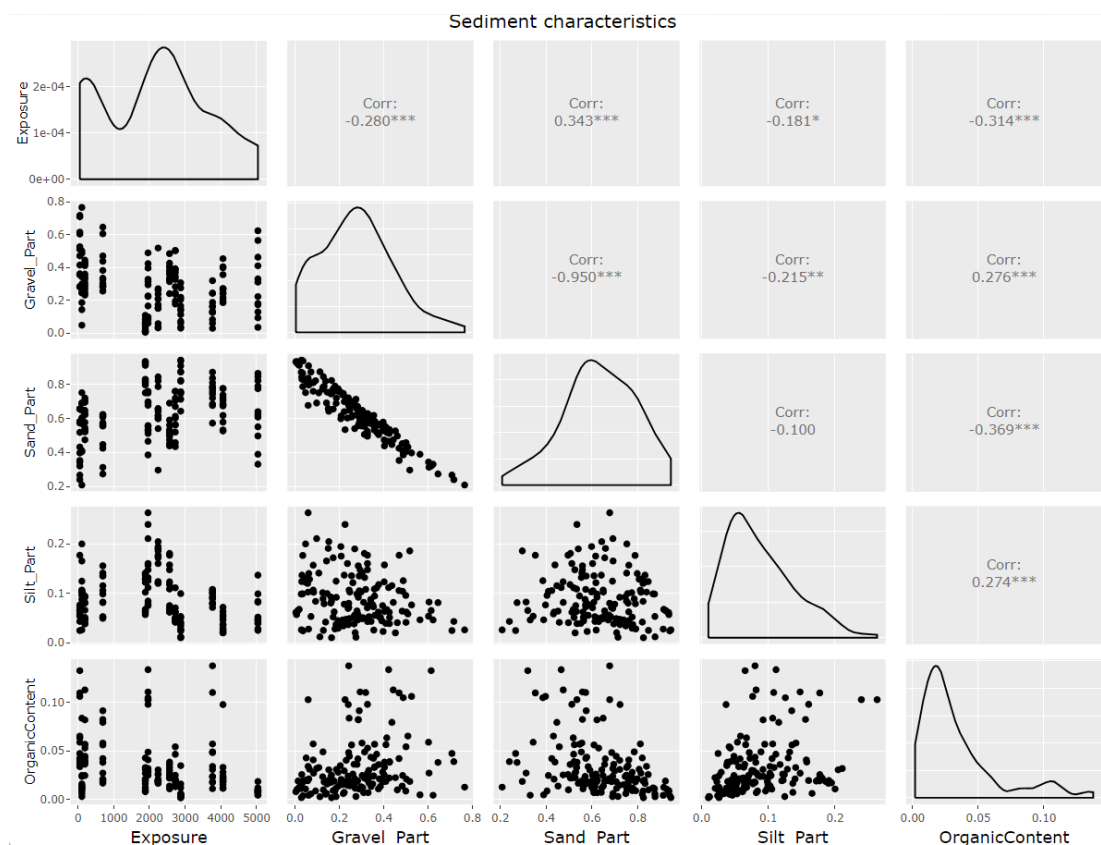 Sediment characteristics
Exposure
2e-04-
1e-04-
0e+00-
Corr:
-0.280***
Corr:
0.343***
Corr:
-0.181*
Corr:
-0.314***
Gravel_Part
0.8-
0.6-
0.4-
0.2-
0.0-
Corr:
-0.950***
Corr:
-0.215**
Corr:
0.276***
Sand_Part
0.8-
0.6-
0.4-
0.2-
Corr:
-0.100
Corr:
-0.369***
Silt_Part
0.2-
0.1-
0.0-
Corr:
0.274***
OrganicContent
0.10-
0.05-
0.00-
0 1000 2000 3000 4000 5000
0.0 0.2 0.4 0.6 0.8
0.2 0.4 0.6 0.8
0.0 0.1 0.2
0.00 0.05 0.10
Exposure
Gravel_Part
Sand_Part
Silt_Part
OrganicContent